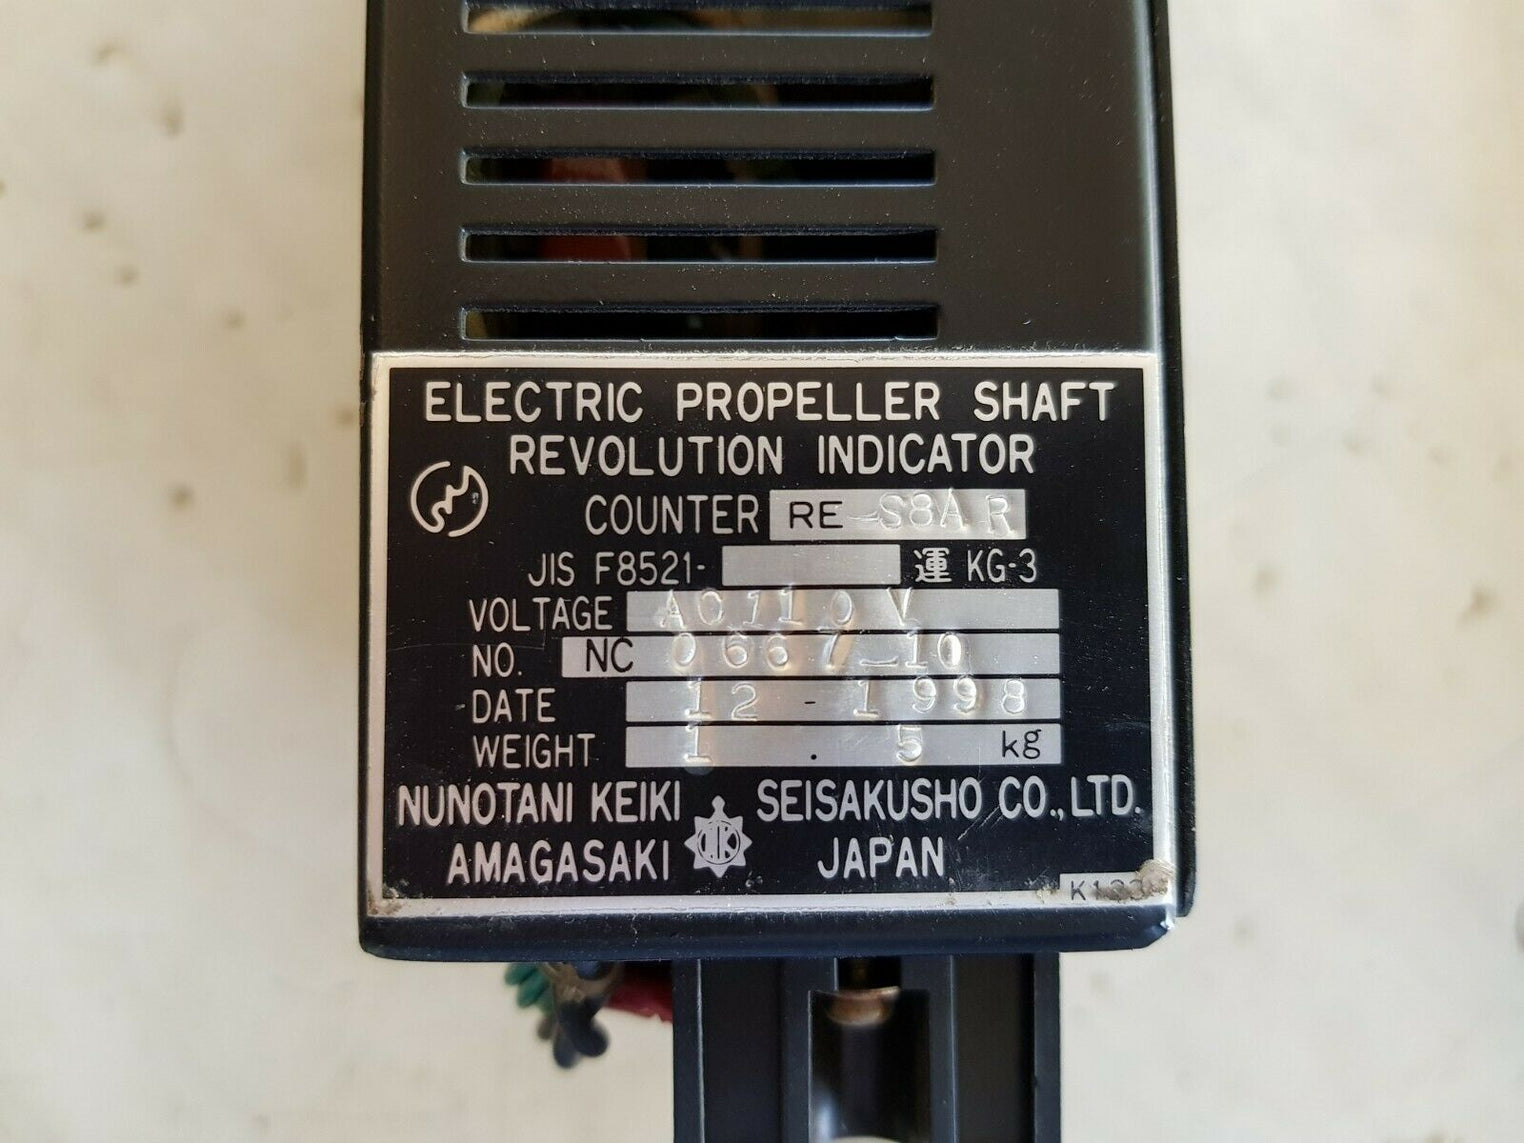 ELECTRIC PROPELLER SHAFT
REVOLUTION INDICATOR
COUNTER RE-S8AR
JIS F8521- 運 KG-3
VOLTAGE A0110V
NO. NC 0667-10
DATE 12-1998
WEIGHT 1.5 kg
NUNOTANI KEIKI SEISAKUSHO CO., LTD.
AMAGASAKI JAPAN